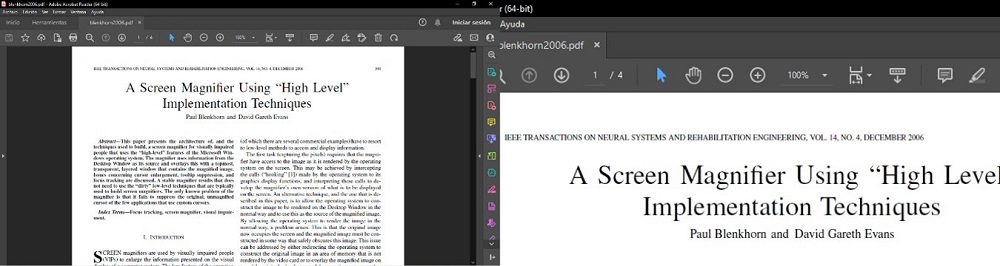 blenkhorn2006.pdf - Adobe Acrobat Reader (64-bit)
Archivo Edición Ver Firmar Ventana Ayuda
Inicio Herramientas blenkhorn2006.pdf × Iniciar sesión
1 / 4 100%
IEEE TRANSACTIONS ON NEURAL SYSTEMS AND REHABILITATION ENGINEERING, VOL. 14, NO. 4, DECEMBER 2006
A Screen Magnifier Using “High Level”
Implementation Techniques
Paul Blenkhorn and David Gareth Evans
Abstract—This paper presents the architecture of, and the
techniques used to build, a screen magnifier for visually impaired
people that uses the “high-level” features of the Microsoft Win-
dows operating system. The magnifier uses information from the
Desktop Window as its source and overlays this with a topmost,
transparent, layered window that contains the magnified image.
Issues concerning cursor enlargement, tooltip suppression, and
focus tracking are discussed. A viable magnifier results that does
not need to use the “dirty” low-level techniques that are typically
used to build screen magnifiers. The only known problem of the
magnifier is that it fails to suppress the original, unmagnified
cursor of the few applications that use custom cursors.
Index Terms—Focus tracking, screen magnifier, visual impair-
ment.
I. INTRODUCTION
SCREEN magnifiers are used by visually impaired people
(VIPs) to enlarge the information presented on the visual
(of which there are several commercial examples) have to resort
to low-level methods to access and display information.
The first task (capturing the pixels) requires that the magni-
fier have access to the image as it is rendered by the operating
system on the screen. This may be achieved by intercepting
the calls (“hooking” [1]) made by the operating system to its
graphics display functions, and interpreting those calls to de-
velop the magnifier's own version of what is to be displayed
on the screen. An alternative technique, and the one that is de-
scribed in this paper, is to allow the operating system to con-
struct the image to be rendered on the Desktop Window in the
normal way and to use this as the source of the magnified image.
By allowing the operating system to render the image in the
normal way, a problem arises. This is that the original image
now occupies the screen and the magnified image must be con-
structed in some way that safely obscures this image. This issue
can be addressed by either redirecting the operating system to
construct the original image in an area of memory that is not
rendered by the video card or to overlay the magnified image on
r (64-bit)
Ayuda
blenkhorn2006.pdf ×
1 / 4 100%
IEEE TRANSACTIONS ON NEURAL SYSTEMS AND REHABILITATION ENGINEERING, VOL. 14, NO. 4, DECEMBER 2006
A Screen Magnifier Using “High Level
Implementation Techniques
Paul Blenkhorn and David Gareth Evans